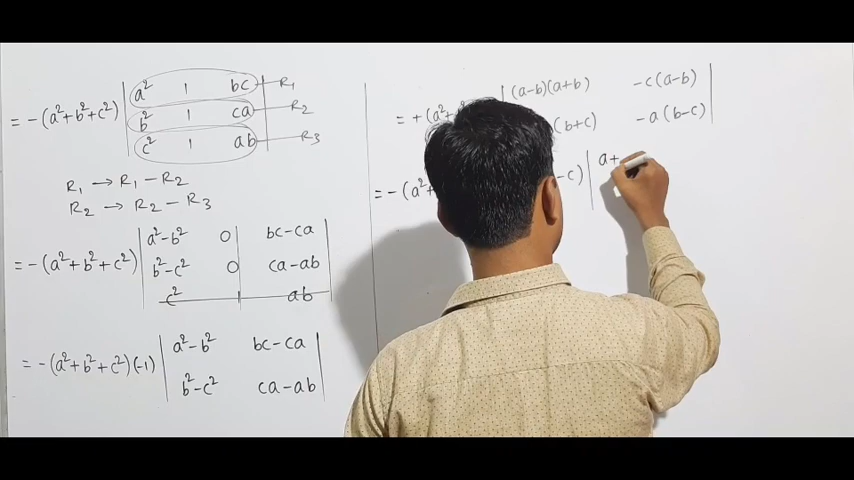 = -(a²+b²+c²) | a² 1 bc | R₁
b² 1 ca R₂
c² 1 ab R₃
R₁ → R₁ - R₂
R₂ → R₂ - R₃
= -(a²+b²+c²) | a²-b² 0 bc-ca |
b²-c² 0 ca-ab
c² 1 ab
= -(a²+b²+c²)(-1) | a²-b² bc-ca |
b²-c² ca-ab
= +(a²+ | (a-b)(a+b) -c(a-b) |
(b+c) -a(b-c)
= -(a² -c) | a+